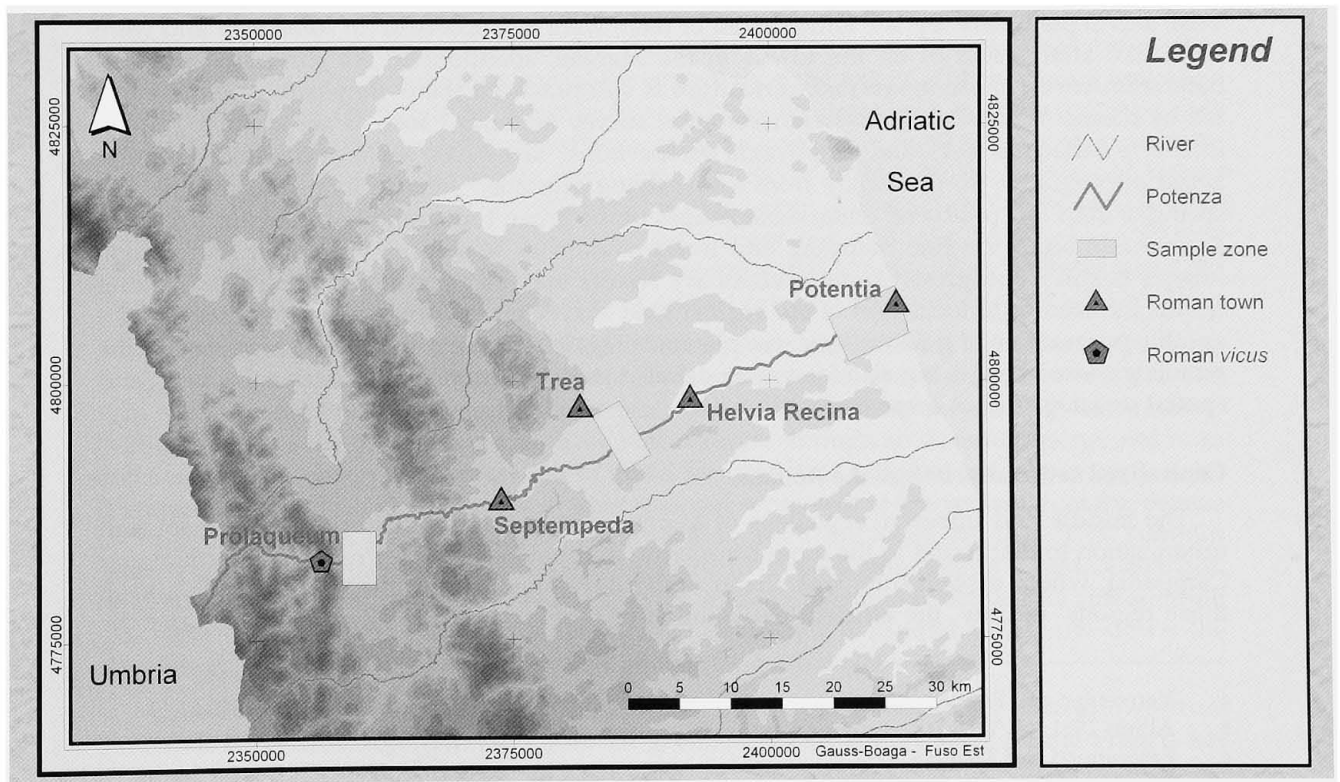 2350000 2375000 2400000
4825000
4825000
N
Adriatic
Sea
Potentia
4800000
4800000
Trea
Helvia Recina
Septempeda
Prolaqueum
4775000
4775000
Umbria
0 5 10 15 20 25 30 km
2350000 2375000 2400000 Gauss-Boaga - Fuso Est
Legend
River
Potenza
Sample zone
Roman town
Roman vicus